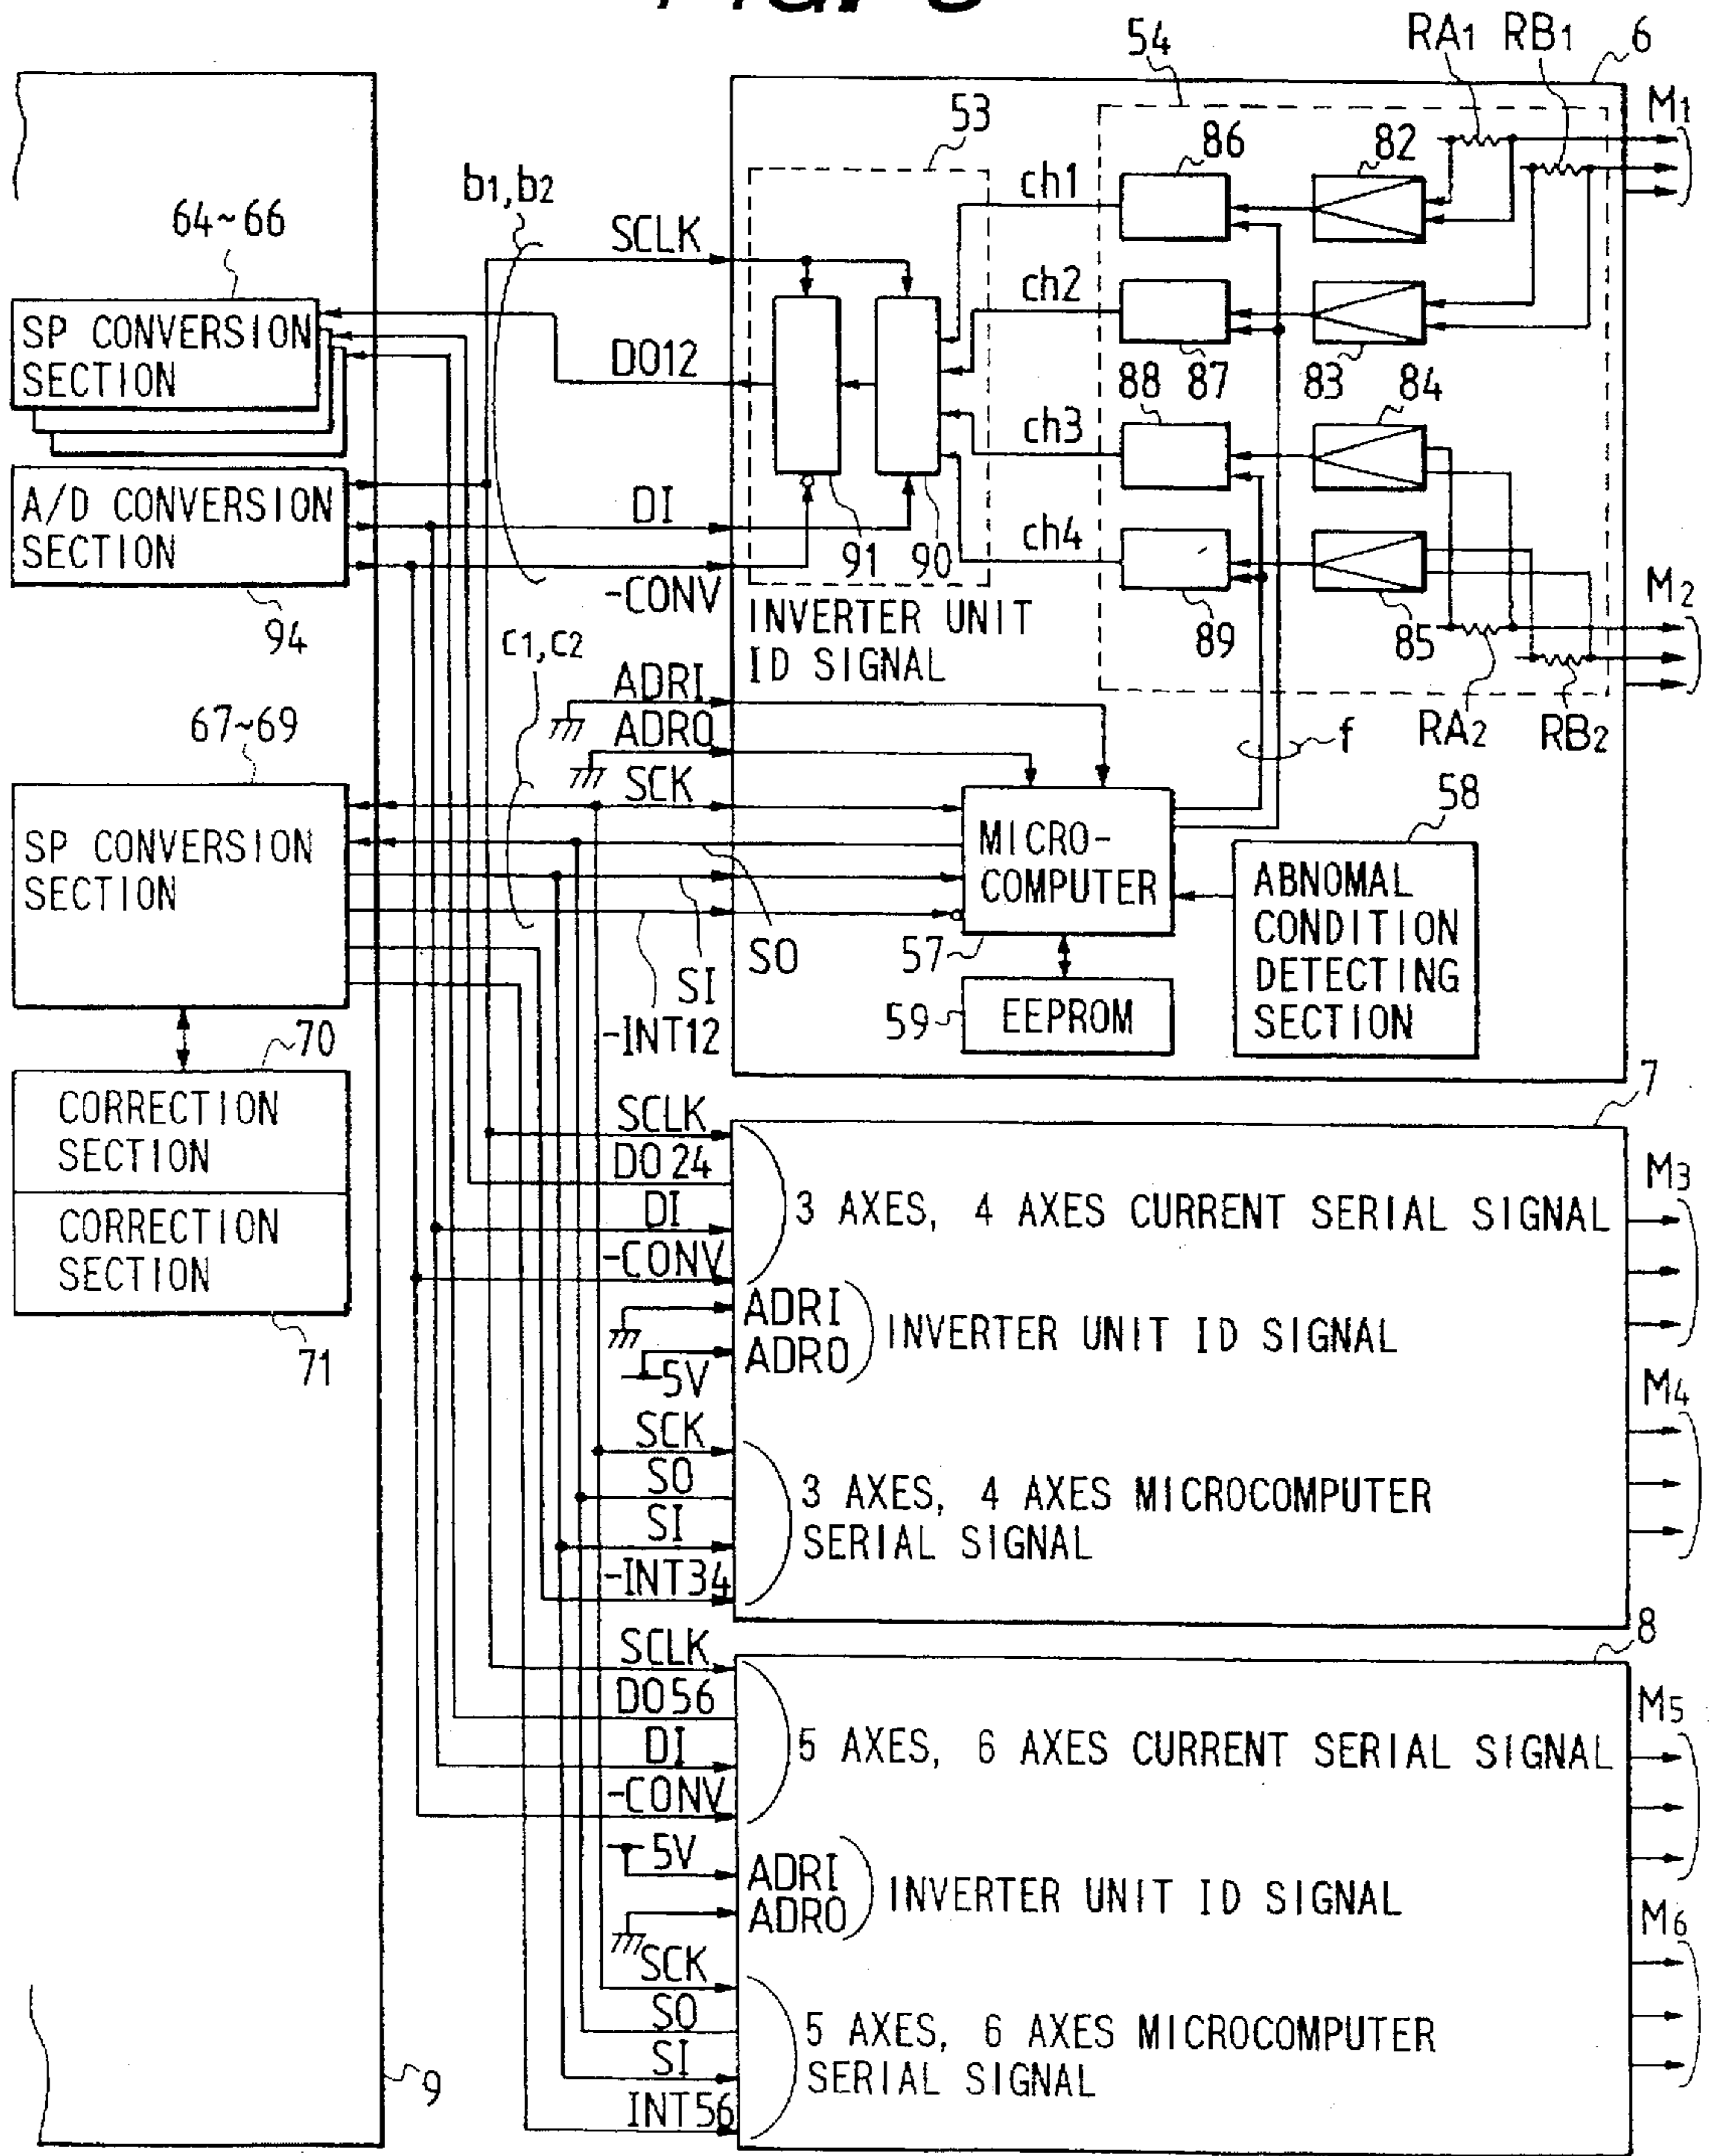 54
RA1 RB1
6
M1
53
86
82
b1,b2
ch1
64~66
SCLK
ch2
SP CONVERSION
SECTION
DO12
88
87
83
84
ch3
A/D CONVERSION
SECTION
DI
ch4
91
90
-CONV
M2
94
INVERTER UNIT
ID SIGNAL
89
85
c1,c2
ADRI
67~69
ADRO
f
RA2
RB2
SCK
58
SP CONVERSION
SECTION
MICRO-
COMPUTER
ABNOMAL
CONDITION
DETECTING
SECTION
57
SO
SI
59
EEPROM
-INT12
70
CORRECTION
SECTION
7
SCLK
DO24
M3
CORRECTION
SECTION
DI
3 AXES, 4 AXES CURRENT SERIAL SIGNAL
-CONV
ADRI
ADRO
INVERTER UNIT ID SIGNAL
71
5V
M4
SCK
SO
3 AXES, 4 AXES MICROCOMPUTER
SERIAL SIGNAL
SI
-INT34
8
SCLK
DO56
M5
DI
5 AXES, 6 AXES CURRENT SERIAL SIGNAL
-CONV
5V
ADRI
ADRO
INVERTER UNIT ID SIGNAL
M6
SCK
SO
5 AXES, 6 AXES MICROCOMPUTER
SERIAL SIGNAL
SI
9
INT56